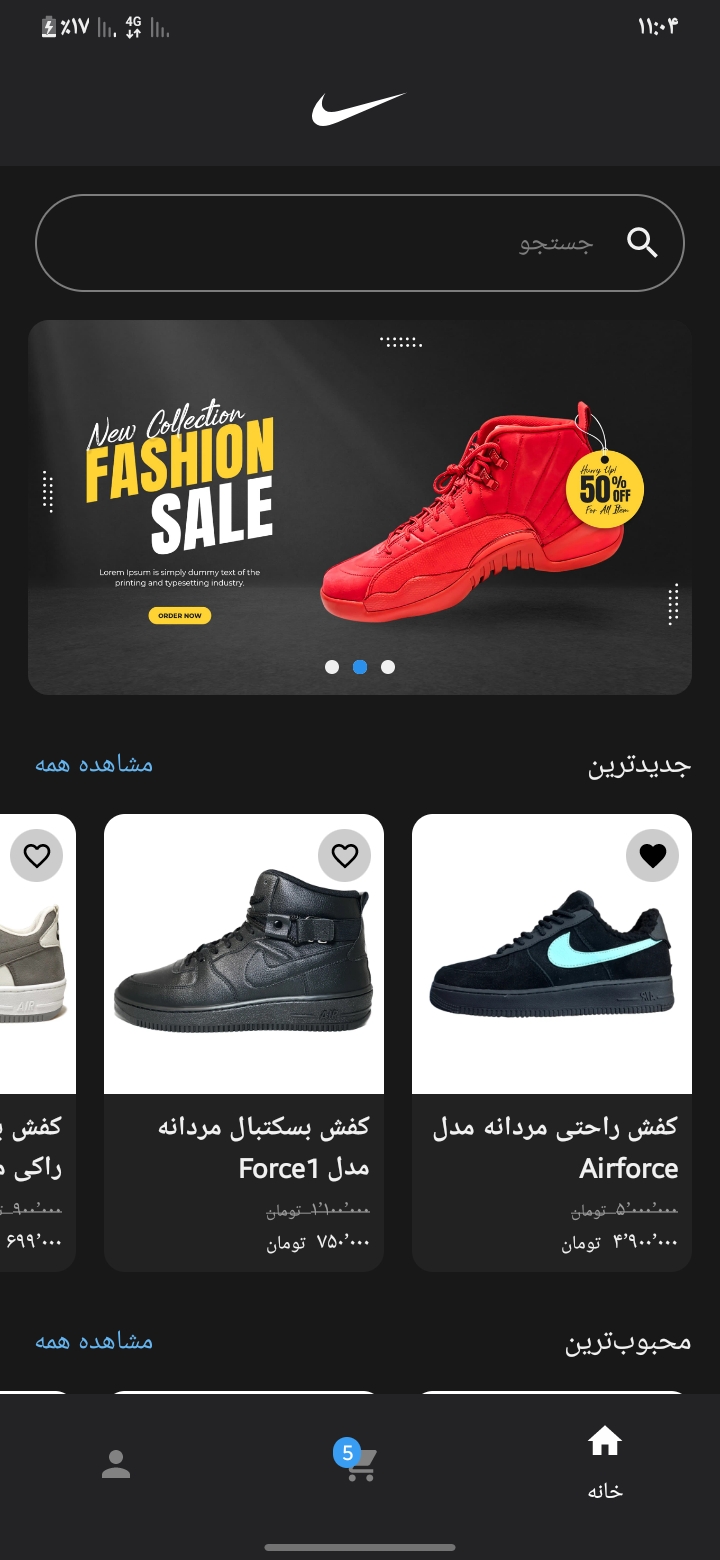 ٪۱۷
4G
۱۱:۰۴
جستجو
New Collection
FASHION
SALE
Lorem Ipsum is simply dummy text of the
printing and typesetting industry.
ORDER NOW
Hurry Up!
50% OFF
For All Item
جدیدترین
مشاهده همه
AIR
کفش راحتی مردانه مدل
Airforce
۵٬۰۰۰٬۰۰۰ تومان
۴٬۹۰۰٬۰۰۰ تومان
AIR
کفش بسکتبال مردانه
مدل Force1
۱٬۱۰۰٬۰۰۰ تومان
۷۵۰٬۰۰۰ تومان
AIR
کفش
راکی
۹۰۰٬۰۰۰
۶۹۹٬۰۰۰
محبوب‌ترین
مشاهده همه
خانه
5